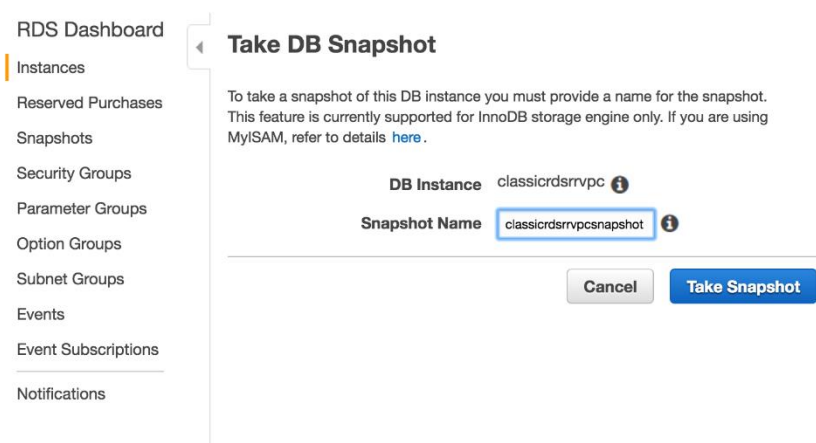 RDS Dashboard
Instances
Reserved Purchases
Snapshots
Security Groups
Parameter Groups
Option Groups
Subnet Groups
Events
Event Subscriptions
Notifications
Take DB Snapshot
To take a snapshot of this DB instance you must provide a name for the snapshot.
This feature is currently supported for InnoDB storage engine only. If you are using
MyISAM, refer to details here.
DB Instance classicrdsrrvpc
Snapshot Name classicrdsrrvpcsnapshot
Cancel Take Snapshot